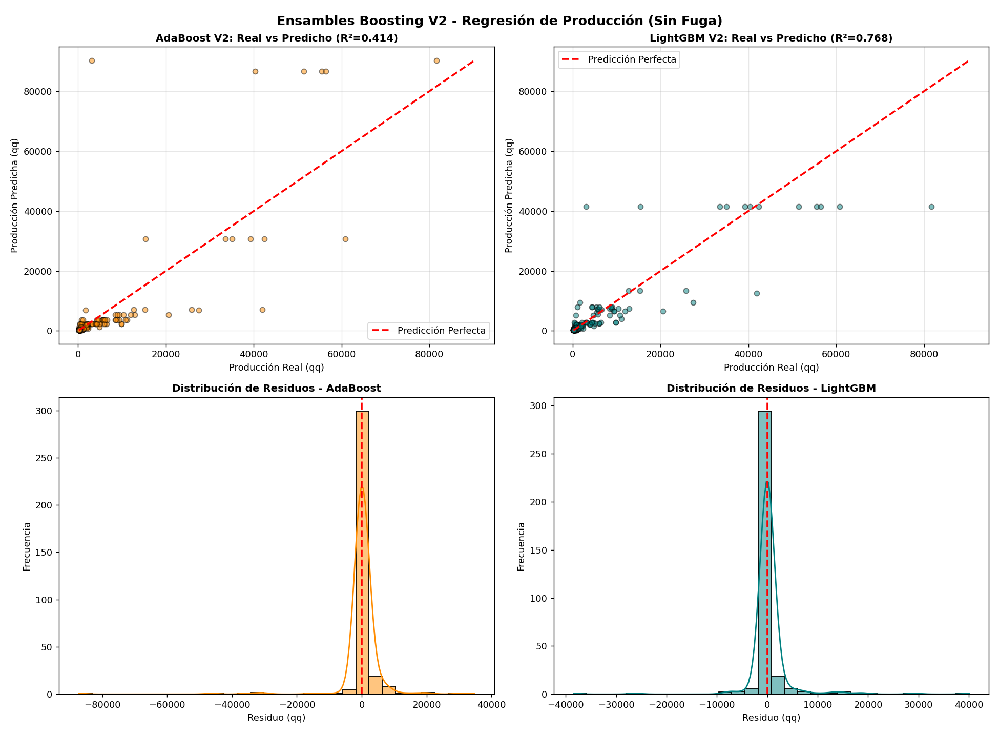 Ensambles Boosting V2 - Regresión de Producción (Sin Fuga)
AdaBoost V2: Real vs Predicho (R²=0.414)
Producción Predicha (qq)
80000
60000
40000
20000
0
Predicción Perfecta
0 20000 40000 60000 80000
Producción Real (qq)
LightGBM V2: Real vs Predicho (R²=0.768)
Predicción Perfecta
Producción Predicha (qq)
80000
60000
40000
20000
0
0 20000 40000 60000 80000
Producción Real (qq)
Distribución de Residuos - AdaBoost
Frecuencia
300
250
200
150
100
50
0
−80000 −60000 −40000 −20000 0 20000 40000
Residuo (qq)
Distribución de Residuos - LightGBM
Frecuencia
300
250
200
150
100
50
0
−40000 −30000 −20000 −10000 0 10000 20000 30000 40000
Residuo (qq)